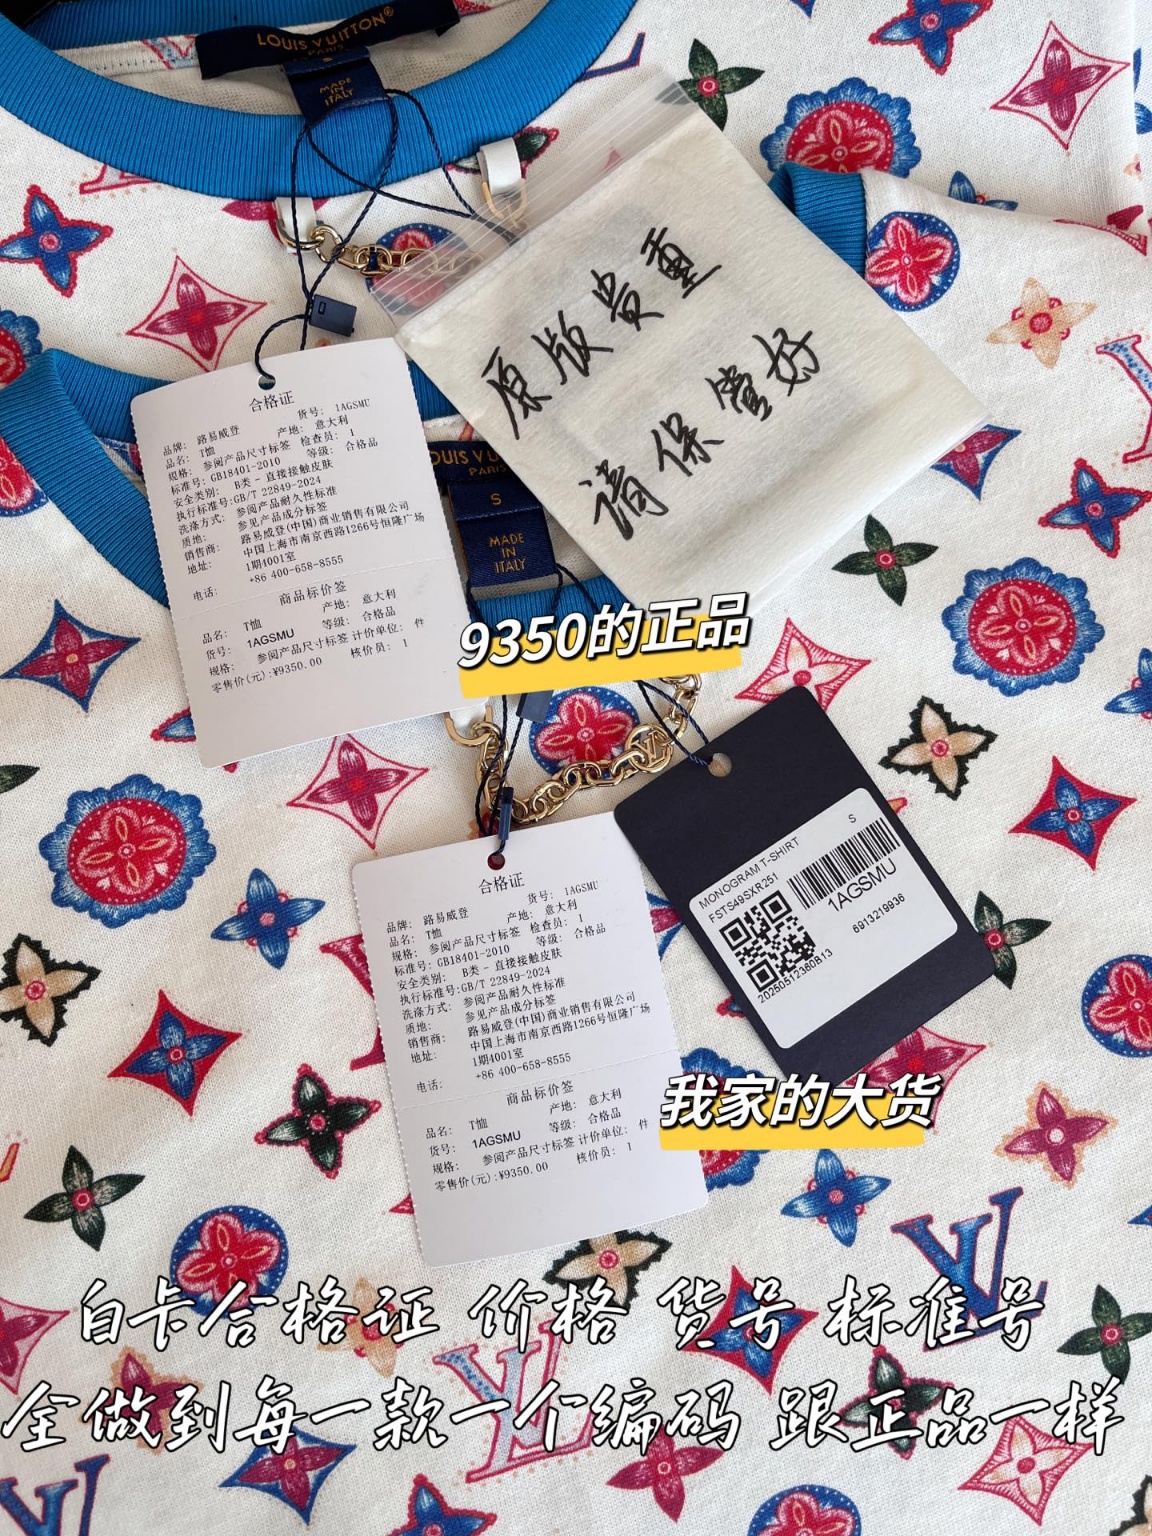 LOUIS VUITTON®
PARIS
S
MADE
IN
ITALY
原版贵重
请保管好
合格证
货号: 1AGSMU
品牌: 路易威登
产地: 意大利
品名: T恤
检查员: 1
规格: 参阅产品尺寸标签
等级: 合格品
标准号: GB18401-2010
安全类别: B类 - 直接接触皮肤
执行标准号:GB/T 22849-2024
洗涤方式: 参阅产品耐久性标准
质地: 参见产品成分标签
销售商: 路易威登(中国)商业销售有限公司
地址: 中国上海市南京西路1266号恒隆广场
1期4001室
电话: +86 400-658-8555
商品标价签
产地: 意大利
品名: T恤
等级: 合格品
货号: 1AGSMU
规格: 参阅产品尺寸标签 计价单位: 件
零售价(元):¥9350.00 核价员: 1
LOUIS V
PARIS
S
MADE
IN
ITALY
9350的正品
MONOGRAM T-SHIRT S
FSTS49SXR251
1AGSMU
6913219936
20250512380B13
合格证
货号: 1AGSMU
品牌: 路易威登
产地: 意大利
品名: T恤
检查员: 1
规格: 参阅产品尺寸标签
等级: 合格品
标准号: GB18401-2010
安全类别: B类 - 直接接触皮肤
执行标准号:GB/T 22849-2024
洗涤方式: 参阅产品耐久性标准
质地: 参见产品成分标签
销售商: 路易威登(中国)商业销售有限公司
地址: 中国上海市南京西路1266号恒隆广场
1期4001室
电话: +86 400-658-8555
商品标价签
产地: 意大利
品名: T恤
等级: 合格品
货号: 1AGSMU
规格: 参阅产品尺寸标签 计价单位: 件
零售价(元):¥9350.00 核价员: 1
我家的大货
白卡合格证 价格 货号 标准号
全做到每一款一个编码 跟正品一样